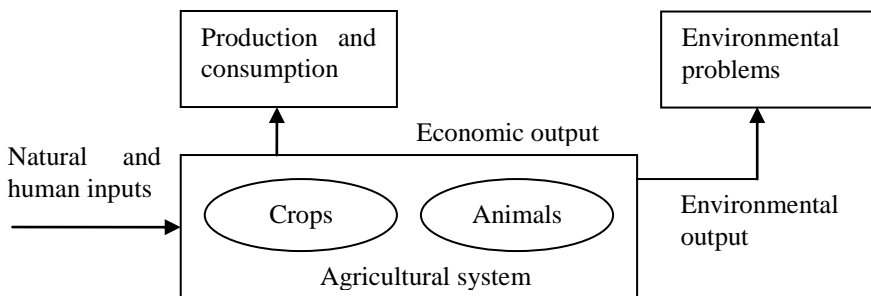 Production and
consumption
Environmental
problems
Economic output
Natural and
human inputs
Crops
Animals
Environmental
output
Agricultural system